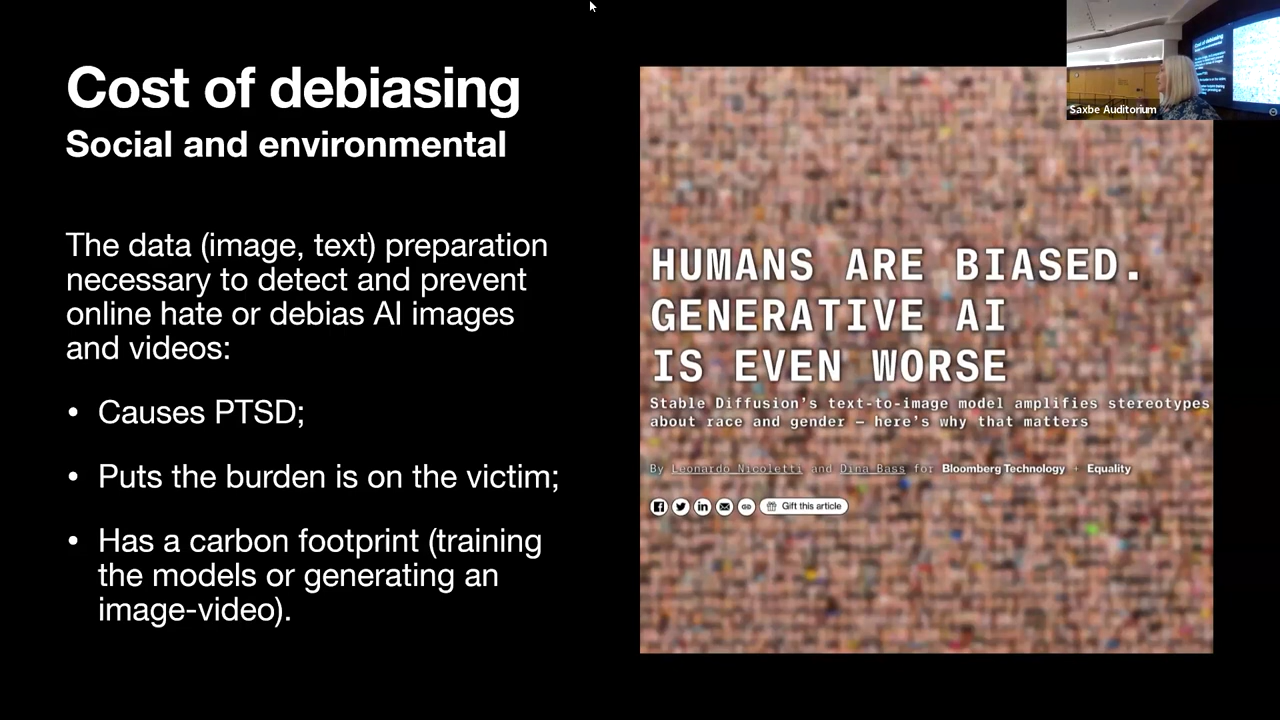 Cost of debiasing
Social and environmental
The data (image, text) preparation
necessary to detect and prevent
online hate or debias AI images
and videos:
• Causes PTSD;
• Puts the burden is on the victim;
• Has a carbon footprint (training
the models or generating an
image-video).
HUMANS ARE BIASED.
GENERATIVE AI
IS EVEN WORSE
Stable Diffusion's text-to-image model amplifies stereotypes
about race and gender — here's why that matters
By Leonardo Nicoletti and Dina Bass for Bloomberg Technology + Equality
Gift this article
Saxbe Auditorium
Cost of debiasing